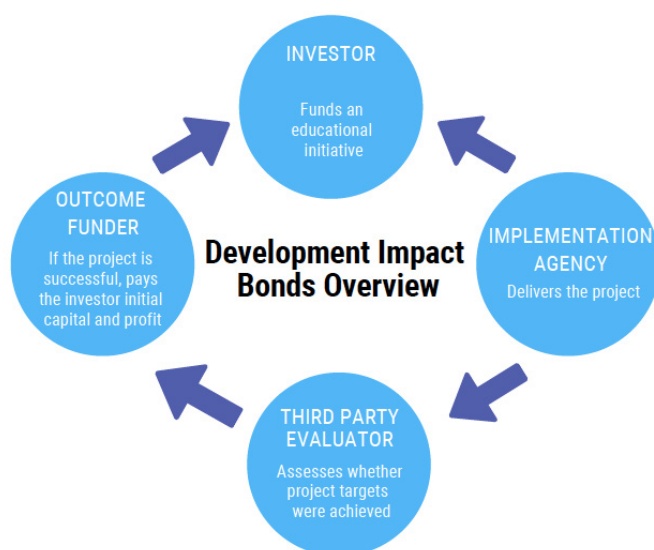 INVESTOR
Funds an
educational
initiative
OUTCOME
FUNDER
If the project is
successful, pays
the investor initial
capital and profit
Development Impact
Bonds Overview
IMPLEMENTATION
AGENCY
Delivers the project
THIRD PARTY
EVALUATOR
Assesses whether
project targets
were achieved